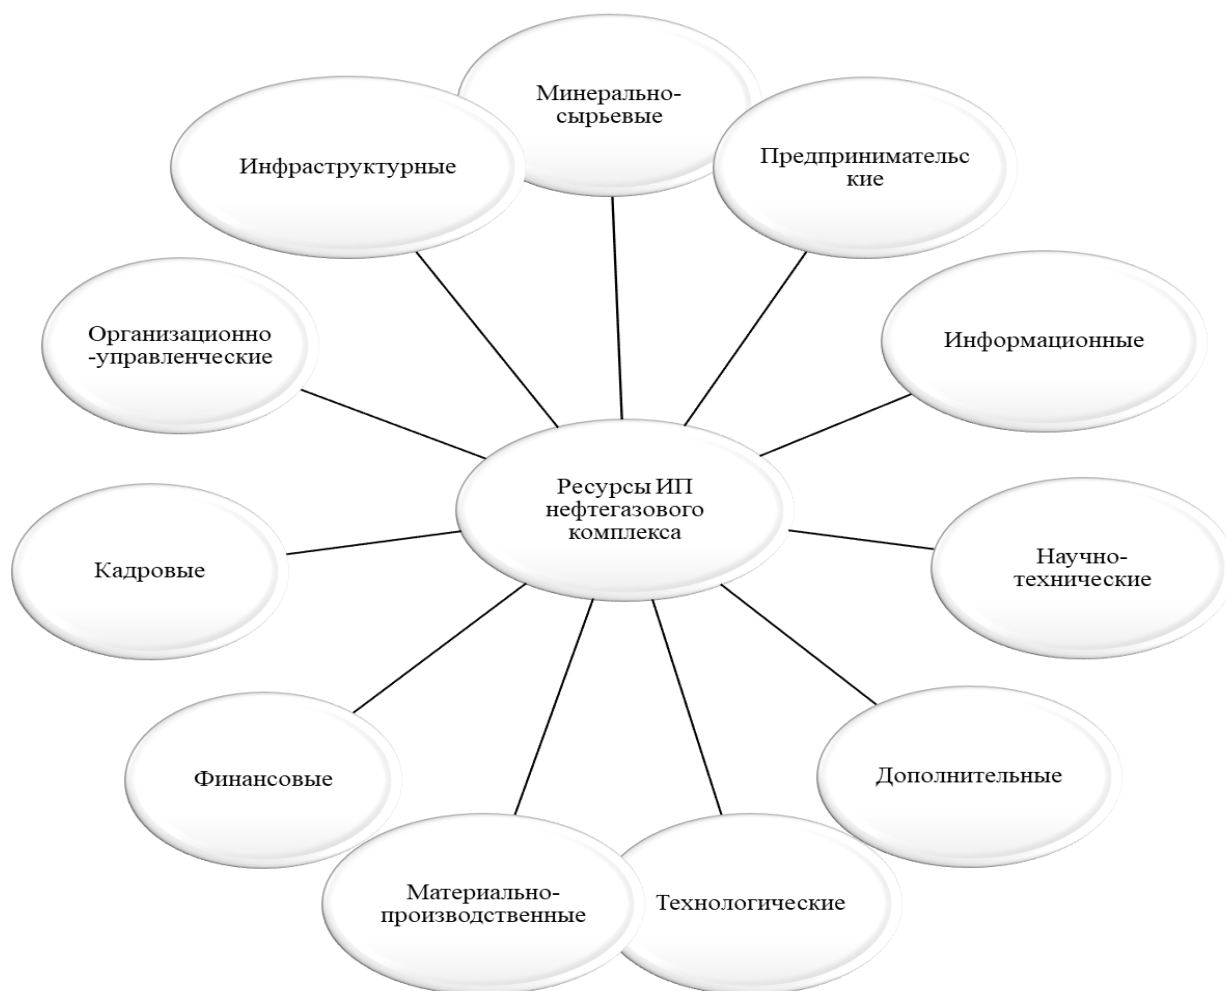 Минерально-
сырьевые
Предпринимательс
кие
Инфраструктурные
Информационные
Организационно
-управленческие
Ресурсы ИП
нефтегазового
комплекса
Научно-
технические
Кадровые
Дополнительные
Финансовые
Материально-
производственные
Технологические